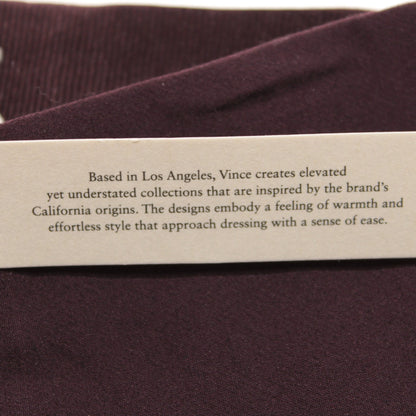 Based in Los Angeles, Vince creates elevated
yet understated collections that are inspired by the brand's
California origins. The designs embody a feeling of warmth and
effortless style that approach dressing with a sense of ease.